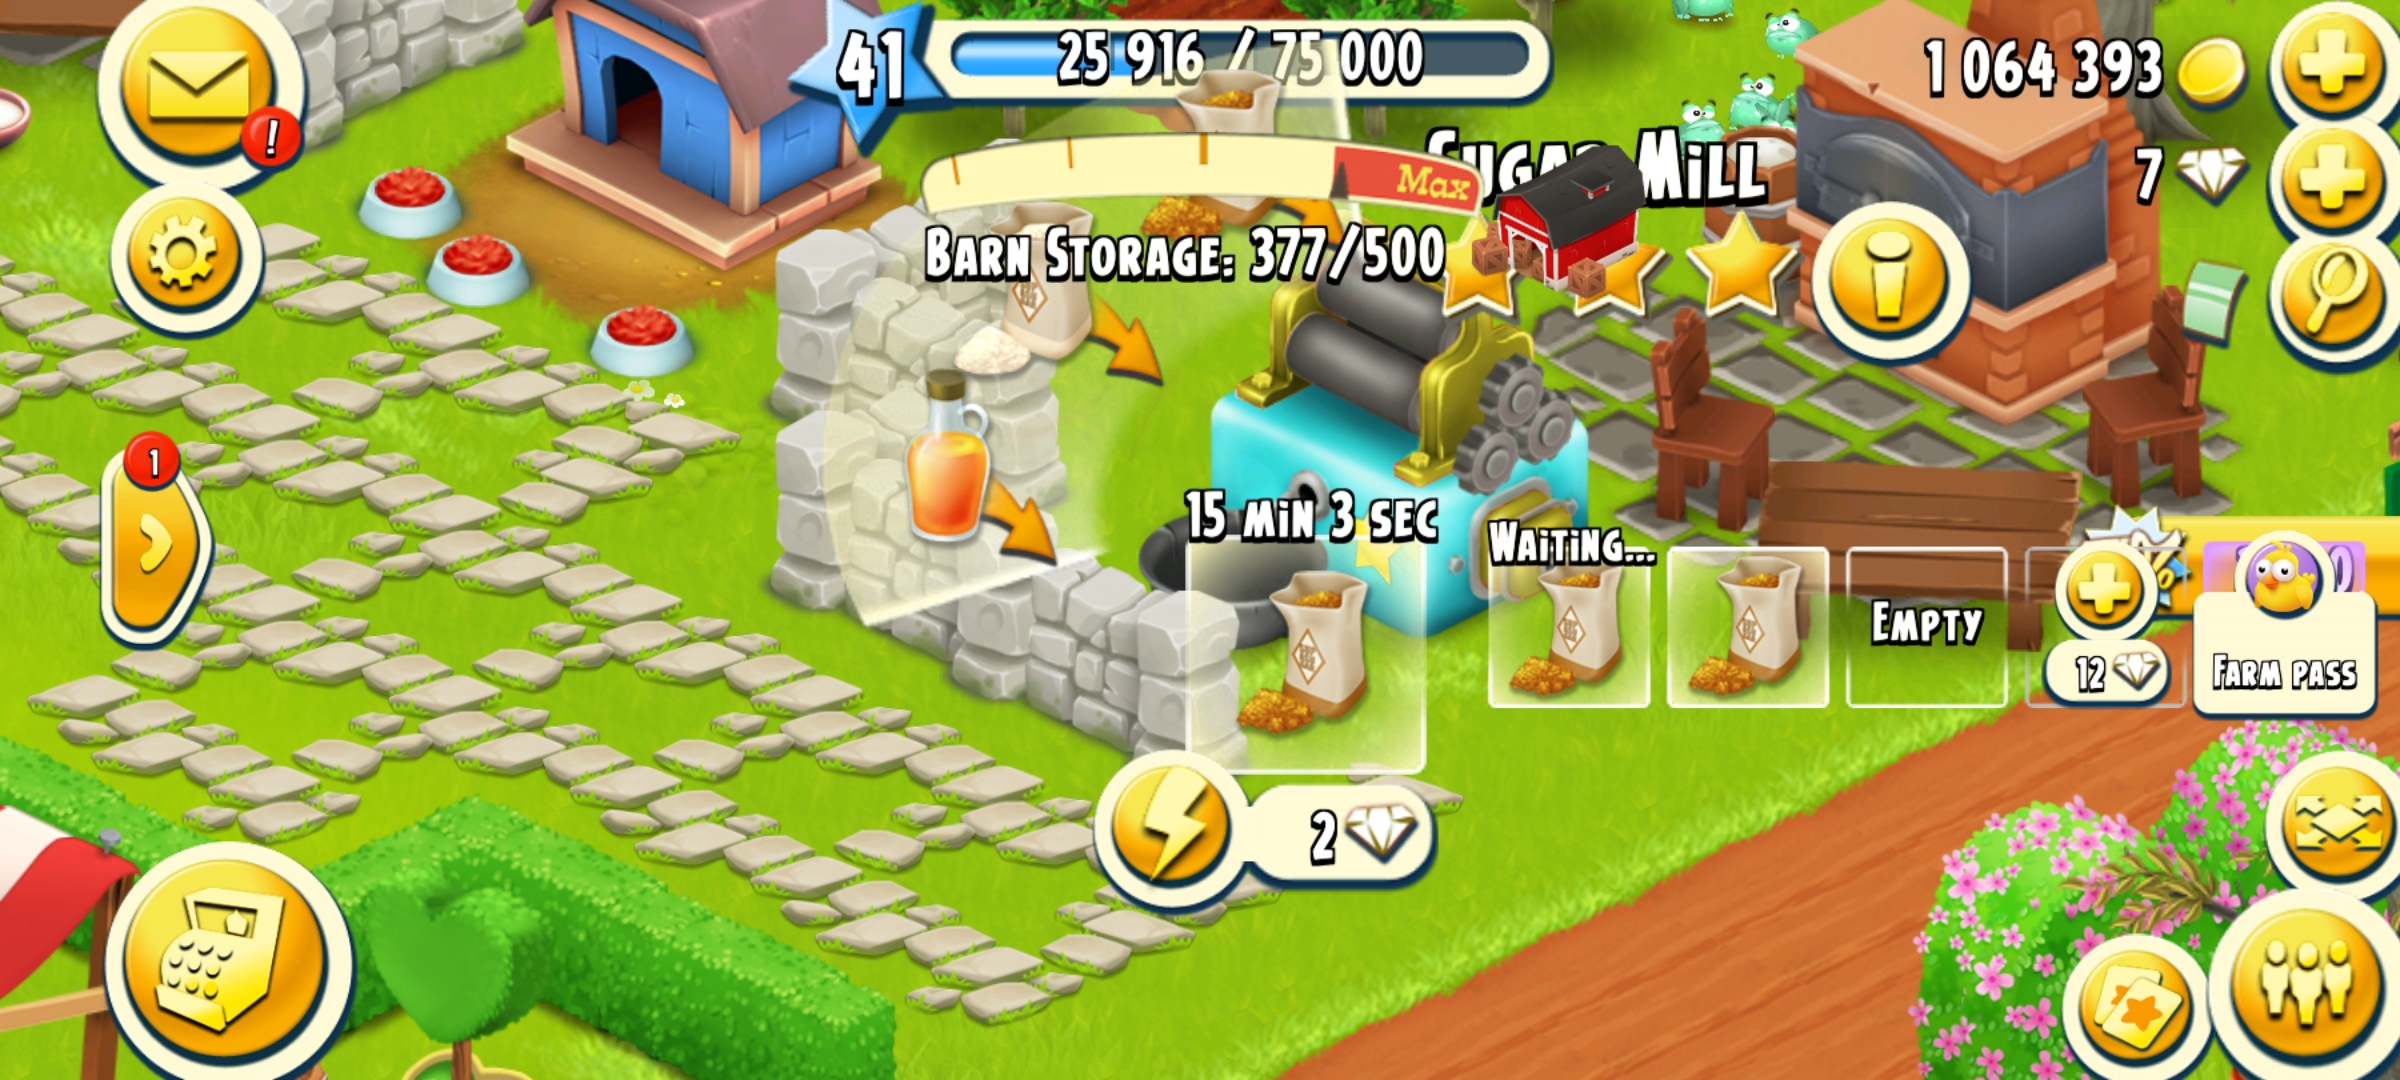 41
25 916 / 75 000
1 064 393
!
Max
Sugar Mill
7
Barn Storage: 377/500
1
15 min 3 sec
Waiting...
Empty
12
Farm pass
2